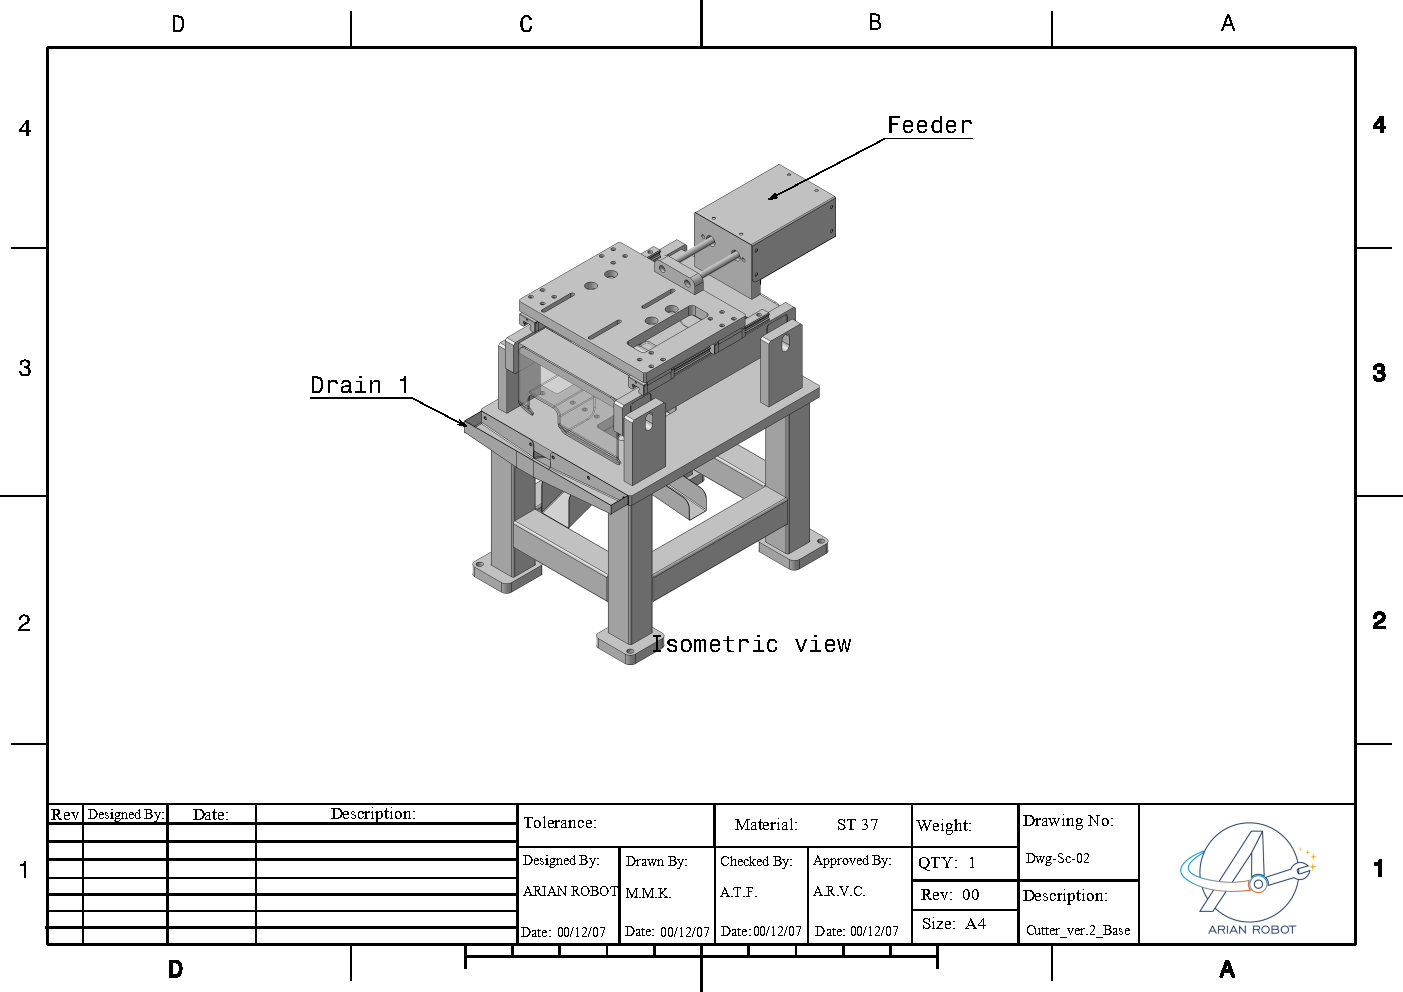 D C B A
4 4
Feeder
3 3
Drain 1
2 2
Isometric view
Rev Designed By: Date: Description:
Tolerance:
Material: ST 37
Weight:
Drawing No:
Dwg-Sc-02
Designed By:
ARIAN ROBOT
Date: 00/12/07
Drawn By:
M.M.K.
Date: 00/12/07
Checked By:
A.T.F.
Date: 00/12/07
Approved By:
A.R.V.C.
Date: 00/12/07
QTY: 1
Rev: 00
Size: A4
Description:
Cutter_ver.2_Base
ARIAN ROBOT
1 1
D A